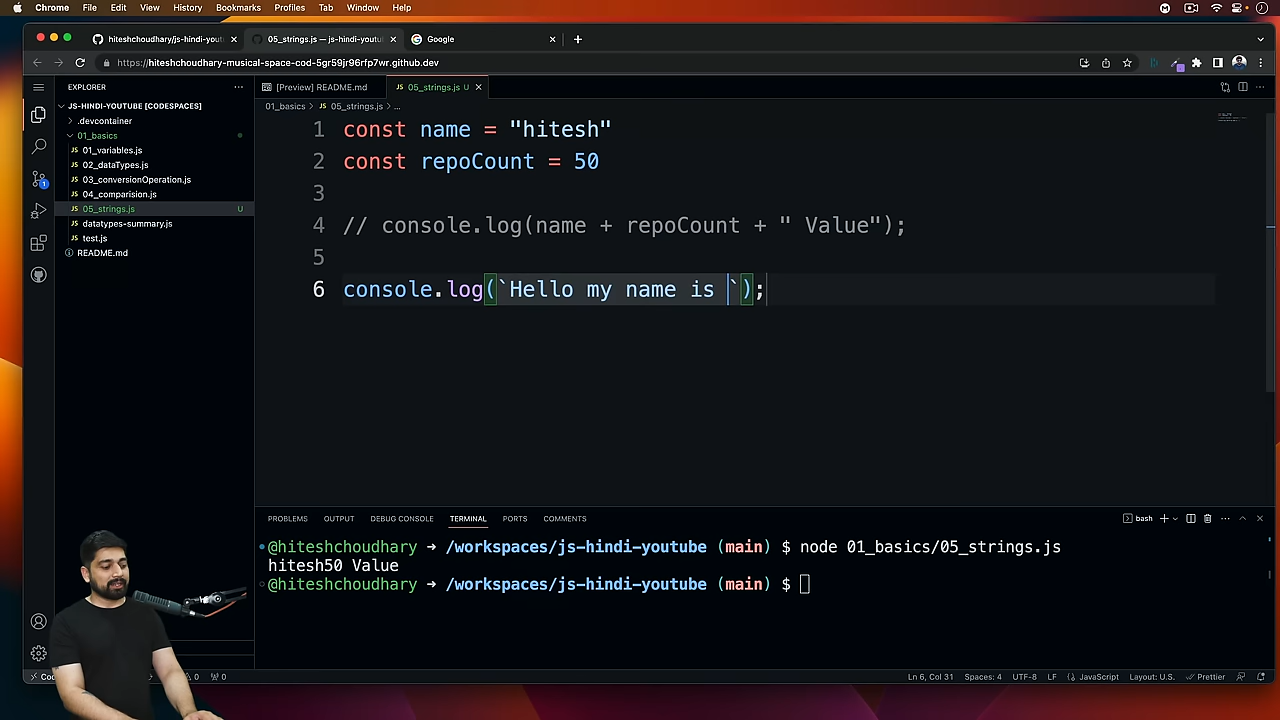 Chrome File Edit View History Bookmarks Profiles Tab Window Help
hiteshchoudhary/js-hindi-yout 05_strings.js — js-hindi-youtu Google
https://hiteshchoudhary-musical-space-cod-5gr59jr96rfp7wr.github.dev
EXPLORER
[Preview] README.md
05_strings.js U
JS-HINDI-YOUTUBE [CODESPACES]
01_basics > 05_strings.js > ...
.devcontainer
01_basics
01_variables.js
02_dataTypes.js
03_conversionOperation.js
04_comparision.js
05_strings.js U
datatypes-summary.js
test.js
README.md
1 const name = "hitesh"
2 const repoCount = 50
3
4 // console.log(name + repoCount + " Value");
5
6 console.log(`Hello my name is `);
PROBLEMS OUTPUT DEBUG CONSOLE TERMINAL PORTS COMMENTS
bash
@hiteshchoudhary → /workspaces/js-hindi-youtube (main) $ node 01_basics/05_strings.js
hitesh50 Value
@hiteshchoudhary → /workspaces/js-hindi-youtube (main) $
0 0
Ln 6, Col 31 Spaces: 4 UTF-8 LF JavaScript Layout: U.S. Prettier